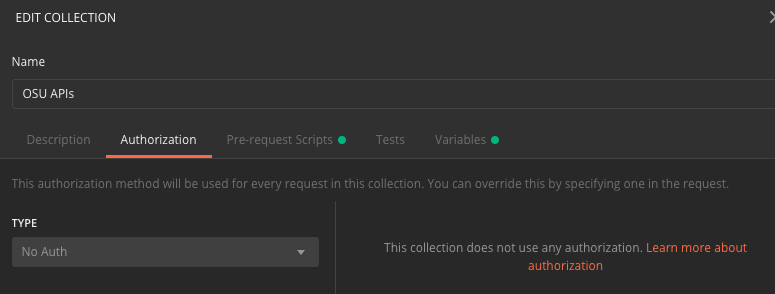 EDIT COLLECTION
Name
OSU APIs
Description Authorization Pre-request Scripts Tests Variables
This authorization method will be used for every request in this collection. You can override this by specifying one in the request.
TYPE
No Auth
This collection does not use any authorization. Learn more about
authorization